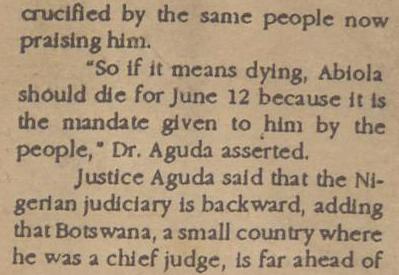 crucified by the same people now
praising him.
"So if it means dying, Abiola
should die for June 12 because it is
the mandate given to him by the
people," Dr. Aguda asserted.
Justice Aguda said that the Ni-
gerian judiciary is backward, adding
that Botswana, a small country where
he was a chief judge, is far ahead of